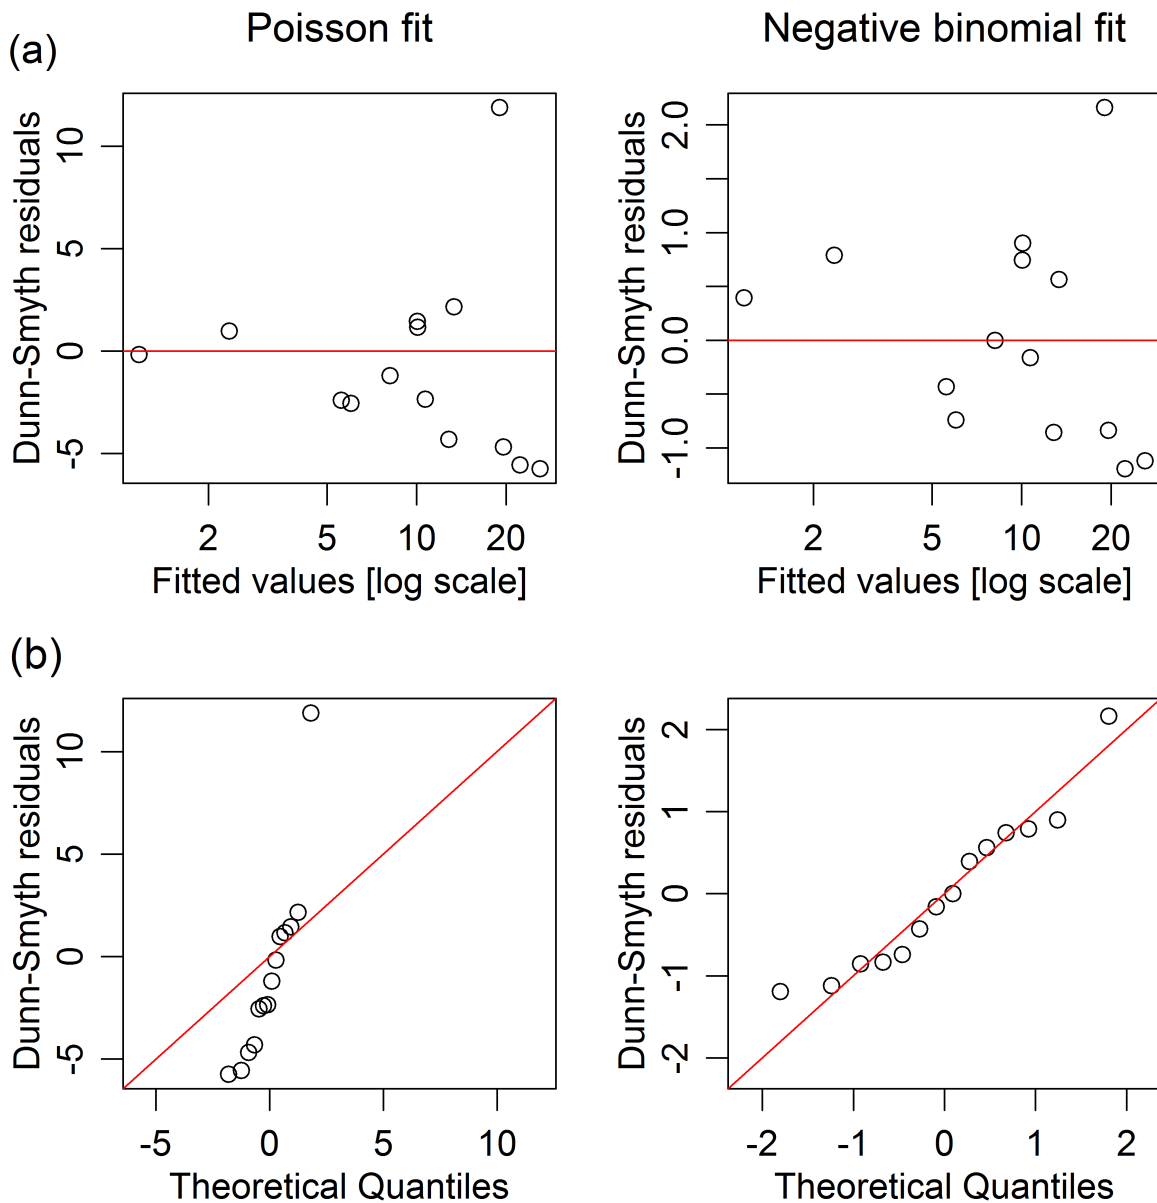 Poisson fit
Negative binomial fit
(a)
Dunn-Smyth residuals
10
5
0
-5
2 5 10 20
Fitted values [log scale]
Dunn-Smyth residuals
2.0
1.0
0.0
-1.0
2 5 10 20
Fitted values [log scale]
(b)
Dunn-Smyth residuals
10
5
0
-5
-5 0 5 10
Theoretical Quantiles
Dunn-Smyth residuals
2
1
0
-1
-2
-2 -1 0 1 2
Theoretical Quantiles